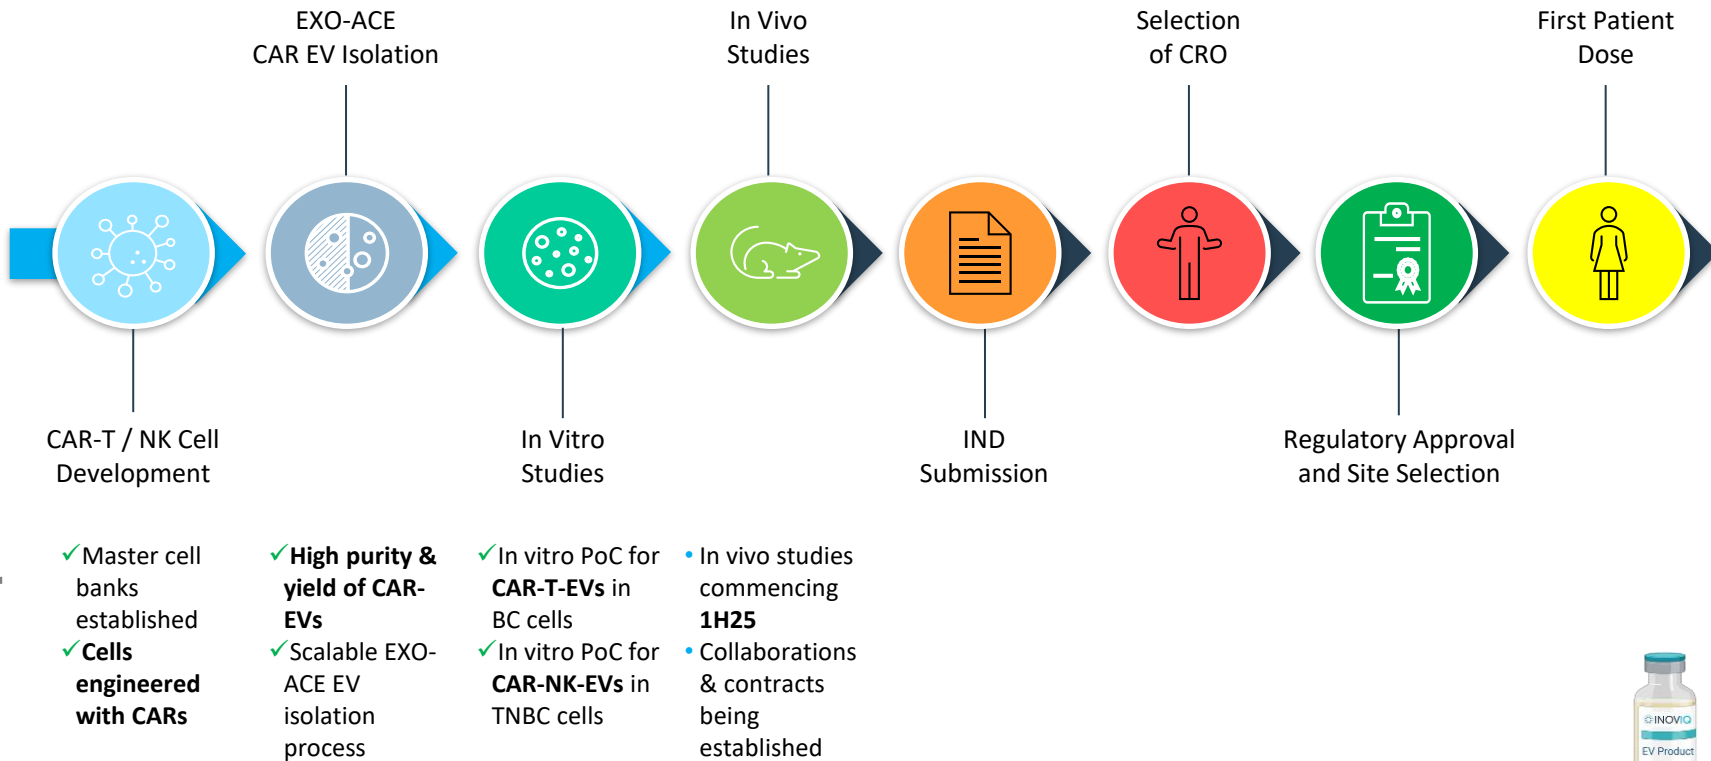 EXO-ACE
CAR EV Isolation
In Vivo
Studies
Selection
of CRO
First Patient
Dose
CAR-T / NK Cell
Development
In Vitro
Studies
IND
Submission
Regulatory Approval
and Site Selection
✓Master cell
banks
established
✓Cells
engineered
with CARs
✓High purity &
yield of CAR-
EVs
✓Scalable EXO-
ACE EV
isolation
process
✓In vitro PoC for
CAR-T-EVs in
BC cells
✓In vitro PoC for
CAR-NK-EVs in
TNBC cells
• In vivo studies
commencing
1H25
• Collaborations
& contracts
being
established
INOVIQ
EV Product